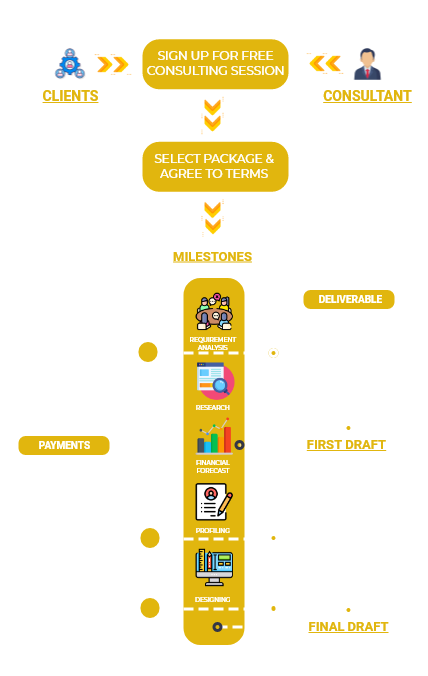 SIGN UP FOR FREE
CONSULTING SESSION
CLIENTS
CONSULTANT
SELECT PACKAGE &
AGREE TO TERMS
MILESTONES
DELIVERABLE
REQUIREMENT
ANALYSIS
RESEARCH
PAYMENTS
FIRST DRAFT
FINANCIAL
FORECAST
PROFILING
DESIGNING
FINAL DRAFT